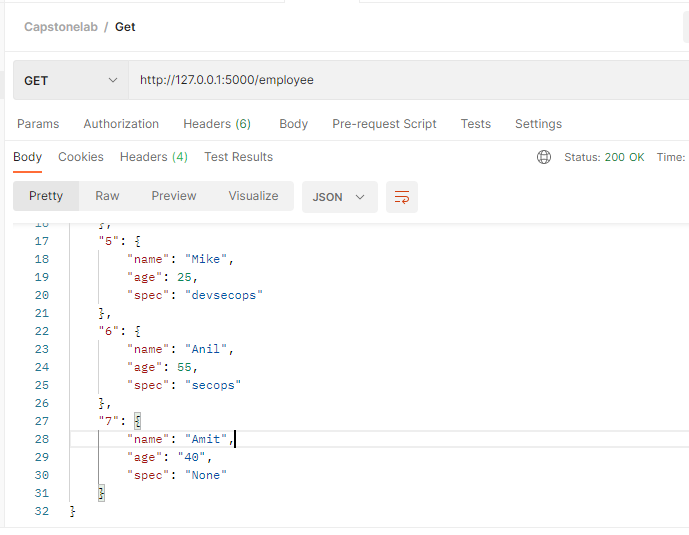 Capstonelab / Get
GET http://127.0.0.1:5000/employee
Params Authorization Headers (6) Body Pre-request Script Tests Settings
Body Cookies Headers (4) Test Results Status: 200 OK Time:
Pretty Raw Preview Visualize JSON
16 },
17 "5": {
18 "name": "Mike",
19 "age": 25,
20 "spec": "devsecops"
21 },
22 "6": {
23 "name": "Anil",
24 "age": 55,
25 "spec": "secops"
26 },
27 "7": {
28 "name": "Amit",
29 "age": "40",
30 "spec": "None"
31 }
32 }